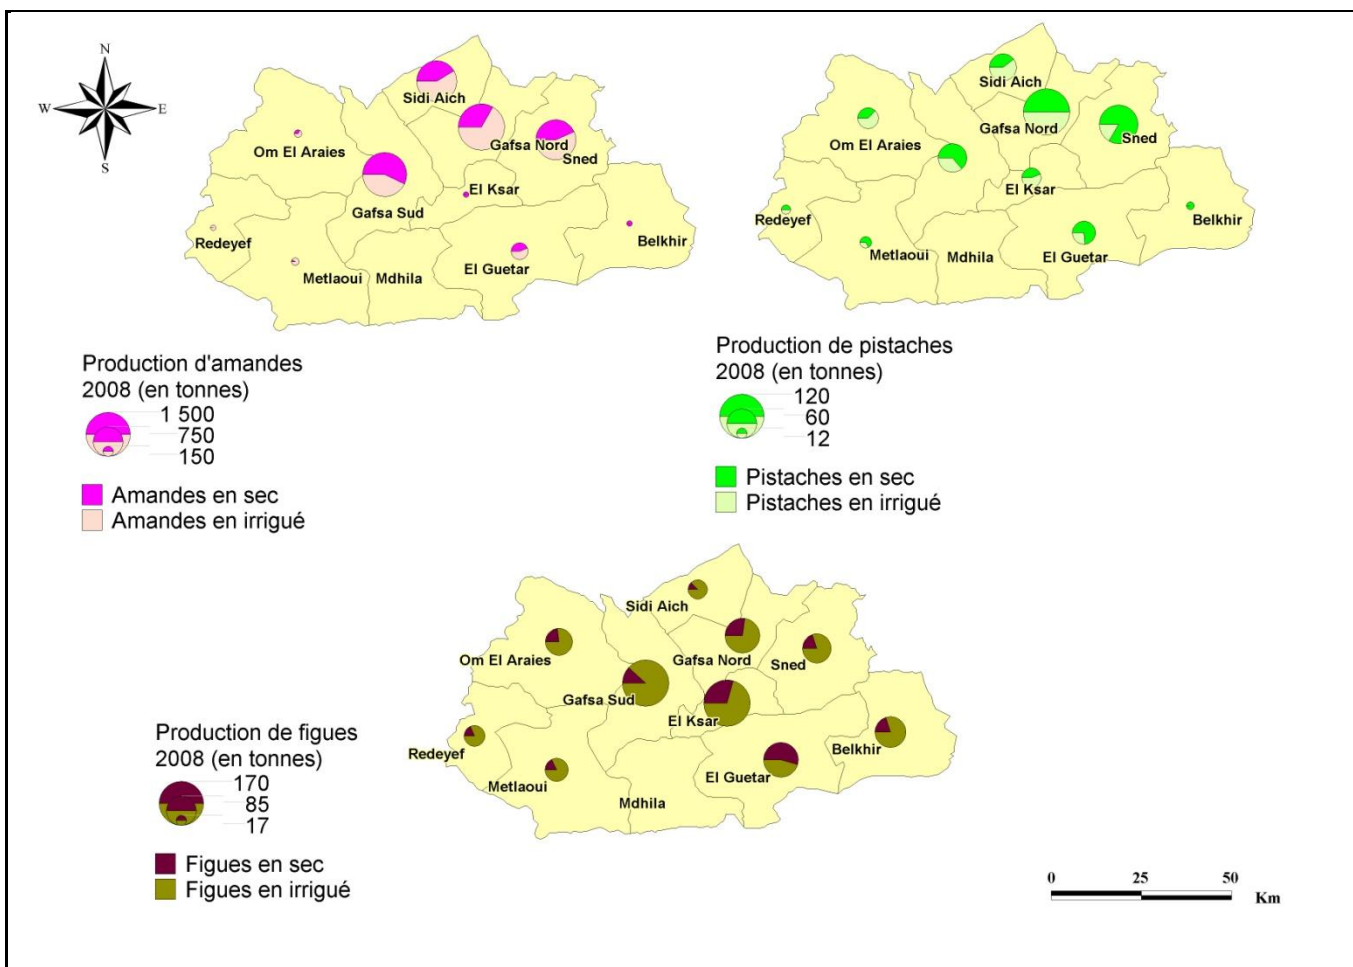 N
W
E
S
Sidi Aich
Gafsa Nord
Sned
Om El Araies
El Ksar
Gafsa Sud
Redeyef
Belkhir
El Guetar
Metlaoui
Mdhila
Production d'amandes
2008 (en tonnes)
1 500
750
150
Amandes en sec
Amandes en irrigué
Sidi Aich
Gafsa Nord
Sned
Om El Araies
El Ksar
Redeyef
Belkhir
Metlaoui
Mdhila
El Guetar
Production de pistaches
2008 (en tonnes)
120
60
12
Pistaches en sec
Pistaches en irrigué
Sidi Aich
Om El Araies
Gafsa Nord
Sned
Gafsa Sud
El Ksar
Redeyef
Belkhir
Metlaoui
El Guetar
Mdhila
Production de figues
2008 (en tonnes)
170
85
17
Figues en sec
Figues en irrigué
0 25 50
Km